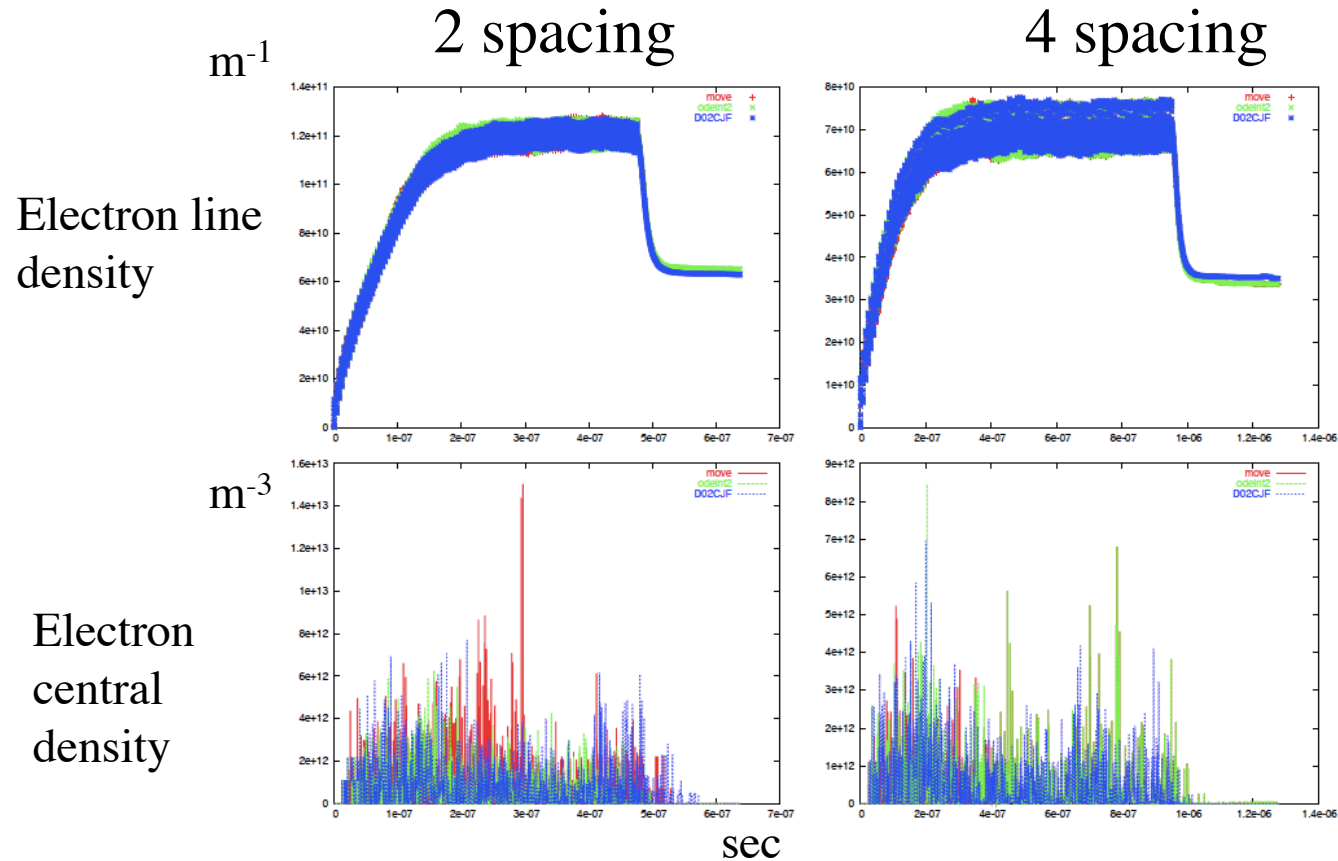 2 spacing
4 spacing
m-1
Electron line
density
1.4e+11
1.2e+11
1e+11
8e+10
6e+10
4e+10
2e+10
0
0 1e-07 2e-07 3e-07 4e-07 5e-07 6e-07 7e-07
move
odeint2
D02CJF
8e+10
7e+10
6e+10
5e+10
4e+10
3e+10
2e+10
1e+10
0
0 2e-07 4e-07 6e-07 8e-07 1e-06 1.2e-06 1.4e-06
move
odeint2
D02CJF
m-3
Electron
central
density
1.6e+13
1.4e+13
1.2e+13
1e+13
8e+12
6e+12
4e+12
2e+12
0
0 1e-07 2e-07 3e-07 4e-07 5e-07 6e-07 7e-07
move
odeint2
D02CJF
9e+12
8e+12
7e+12
6e+12
5e+12
4e+12
3e+12
2e+12
1e+12
0
0 2e-07 4e-07 6e-07 8e-07 1e-06 1.2e-06 1.4e-06
move
odeint2
D02CJF
sec